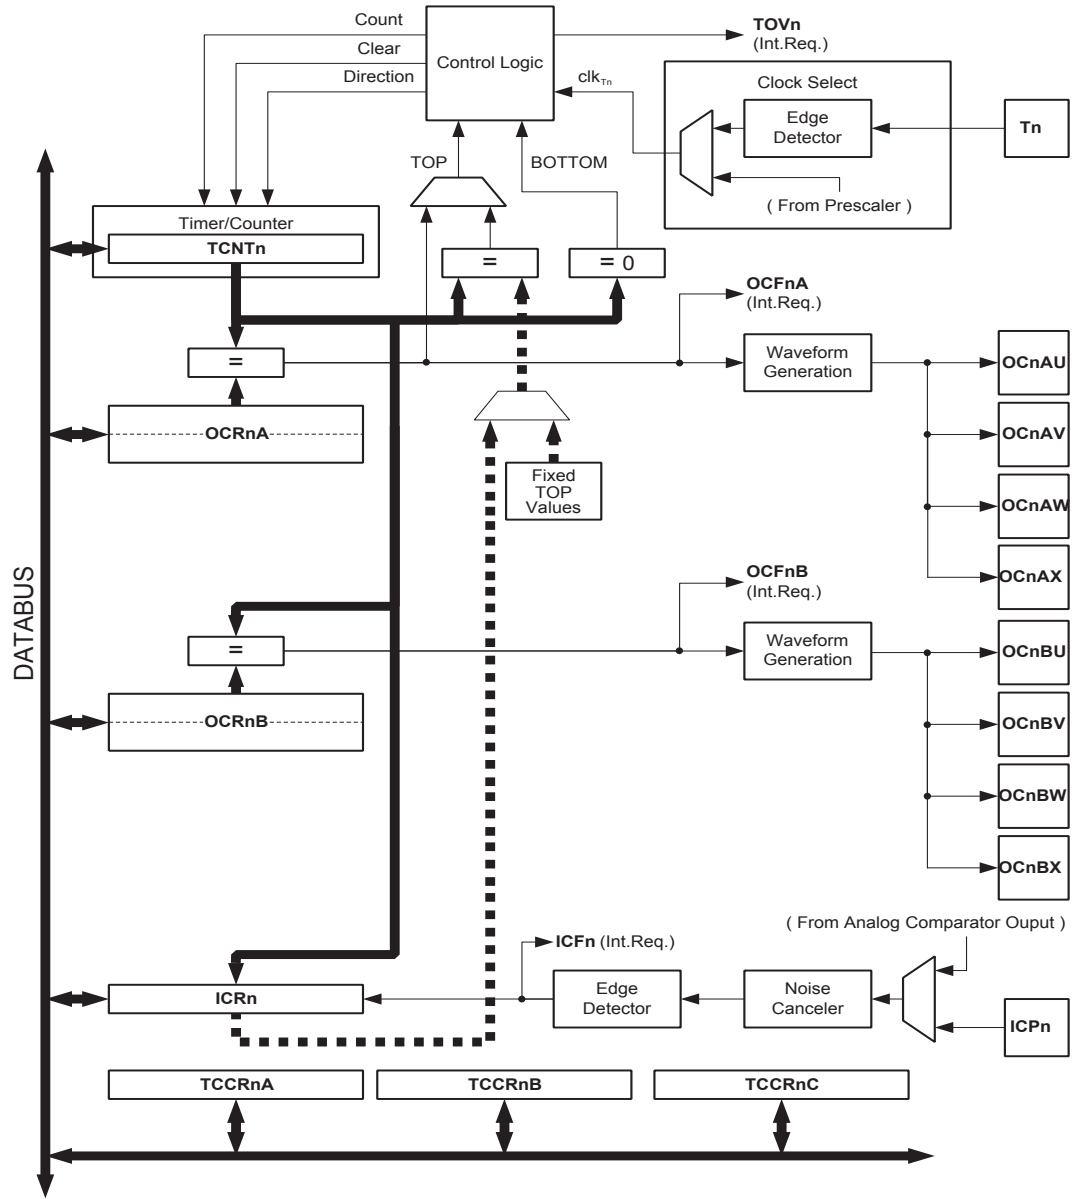 Count
Clear
Direction
Control Logic
TOVn
(Int.Req.)
clkTn
Clock Select
Edge
Detector
Tn
( From Prescaler )
TOP
BOTTOM
Timer/Counter
TCNTn
=
= 0
OCFnA
(Int.Req.)
=
Waveform
Generation
OCnAU
OCRnA
OCnAV
Fixed
TOP
Values
OCnAW
OCnAX
DATABUS
OCFnB
(Int.Req.)
=
Waveform
Generation
OCnBU
OCRnB
OCnBV
OCnBW
OCnBX
( From Analog Comparator Ouput )
ICFn (Int.Req.)
ICRn
Edge
Detector
Noise
Canceler
ICPn
TCCRnA
TCCRnB
TCCRnC